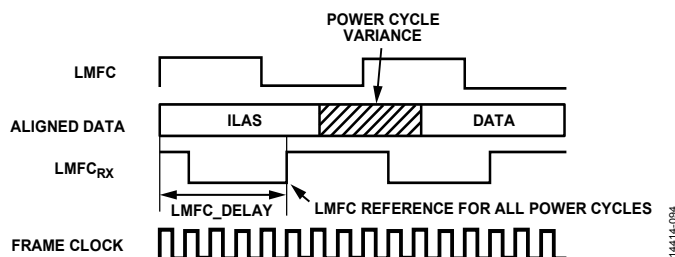 POWER CYCLE
VARIANCE
LMFC
ALIGNED DATA
ILAS
DATA
LMFCRX
LMFC_DELAY
LMFC REFERENCE FOR ALL POWER CYCLES
FRAME CLOCK
14414-094